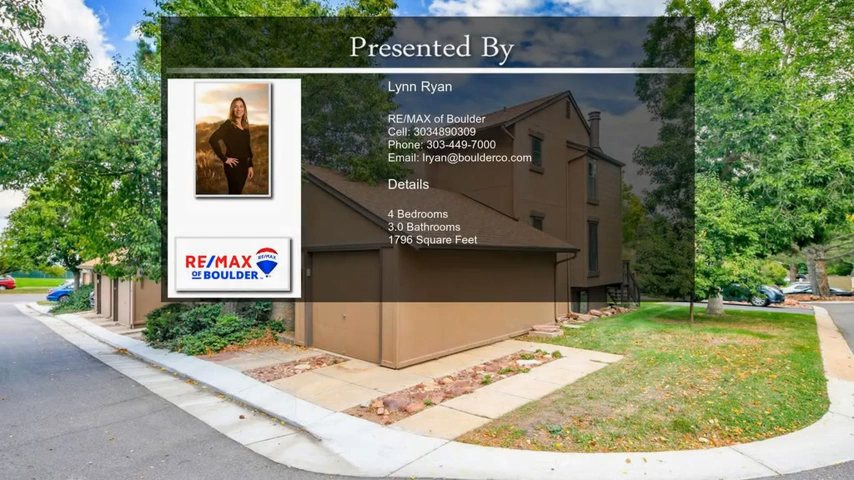 Presented By
Lynn Ryan
RE/MAX of Boulder
Cell: 3034890309
Phone: 303-449-7000
Email: lryan@boulderco.com
Details
4 Bedrooms
3.0 Bathrooms
1796 Square Feet
RE/MAX
OF BOULDER
RE/MAX